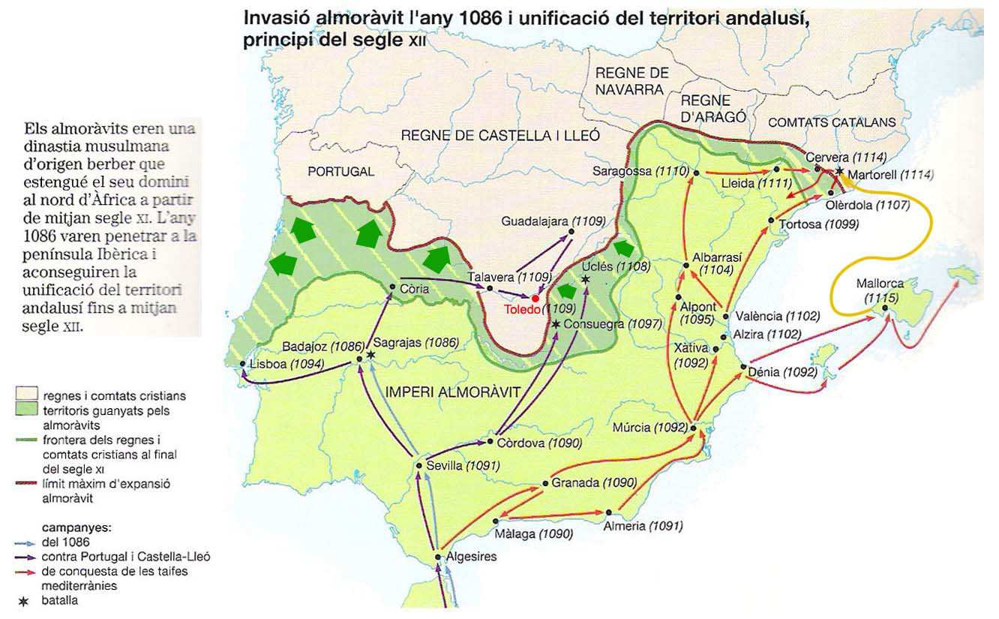 Invasió almoràvit l'any 1086 i unificació del territori andalusí,
principi del segle XII
Els almoràvits eren una
dinastia musulmana
d'origen berber que
estengué el seu domini
al nord d'Àfrica a partir
de mitjan segle XI. L'any
1086 varen penetrar a la
península Ibèrica i
aconseguiren la
unificació del territori
andalusí fins a mitjan
segle XII.
REGNE DE
NAVARRA
REGNE
D'ARAGÓ
COMTATS CATALANS
REGNE DE CASTELLA I LLEÓ
PORTUGAL
Cervera (1114)
Saragossa (1110)
Lleida (1111)
Martorell (1114)
Olèrdola (1107)
Guadalajara (1109)
Tortosa (1099)
Albarrasí
(1104)
Uclés (1108)
Talavera (1109)
Còria
Mallorca
(1115)
Toledo (1109)
Alpont
(1095)
València (1102)
Consuegra (1097)
Alzira (1102)
Badajoz (1086)
Sagrajas (1086)
Xàtiva
(1092)
Lisboa (1094)
Dénia (1092)
IMPERI ALMORÀVIT
Múrcia (1092)
Còrdova (1090)
Sevilla (1091)
Granada (1090)
Almeria (1091)
Màlaga (1090)
Algesires
regnes i comtats cristians
territoris guanyats pels
almoràvits
frontera dels regnes i
comtats cristians al final
del segle XI
límit màxim d'expansió
almoràvit
campanyes:
del 1086
contra Portugal i Castella-Lleó
de conquesta de les taifes
mediterrànies
batalla